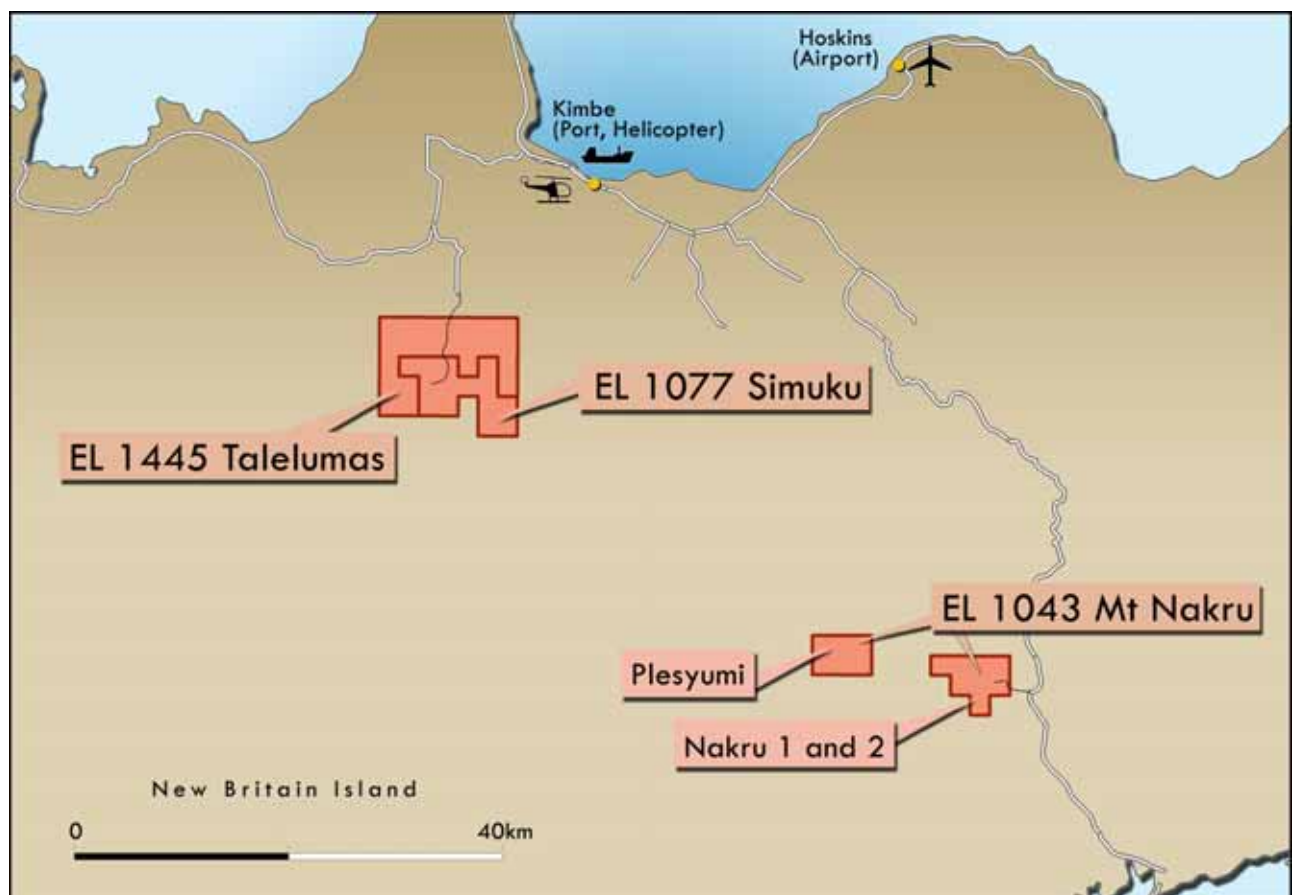 Hoskins
(Airport)
Kimbe
(Port, Helicopter)
EL 1077 Simuku
EL 1445 Talelumas
EL 1043 Mt Nakru
Plesyumi
Nakru 1 and 2
New Britain Island
0 40km